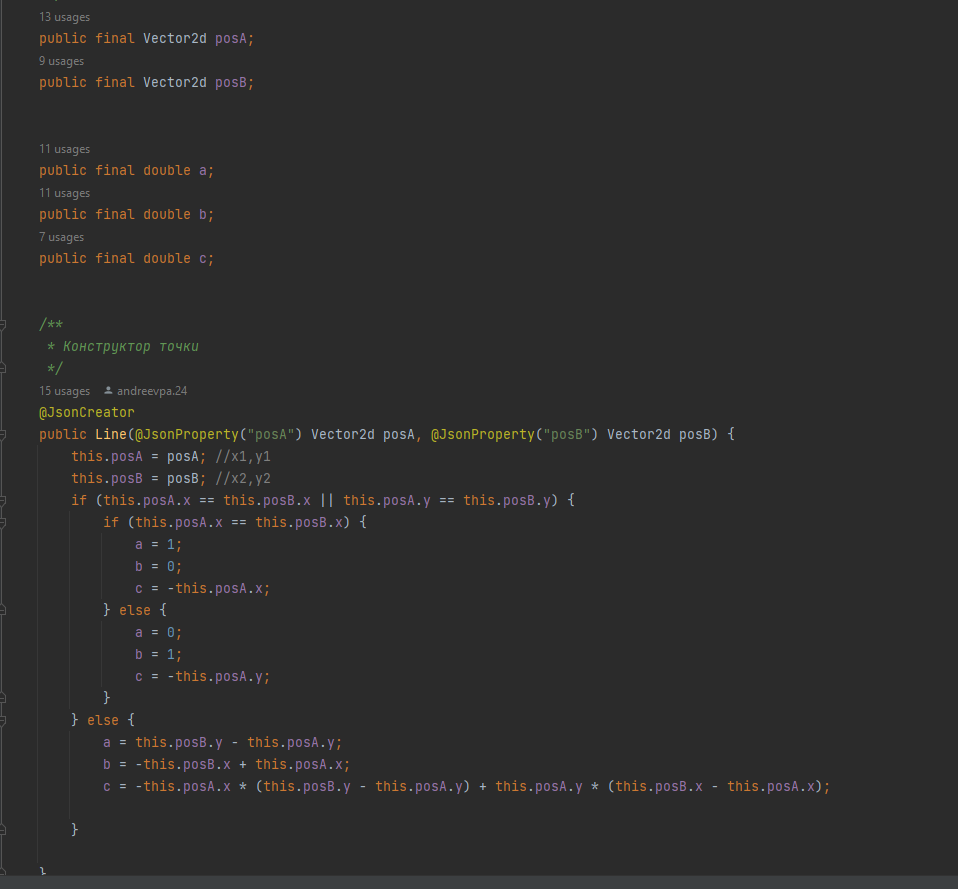 13 usages
public final Vector2d posA;
9 usages
public final Vector2d posB;
11 usages
public final double a;
11 usages
public final double b;
7 usages
public final double c;
/**
* Конструктор точки
*/
15 usages andreevpa.24
@JsonCreator
public Line(@JsonProperty("posA") Vector2d posA, @JsonProperty("posB") Vector2d posB) {
this.posA = posA; //x1,y1
this.posB = posB; //x2,y2
if (this.posA.x == this.posB.x || this.posA.y == this.posB.y) {
if (this.posA.x == this.posB.x) {
a = 1;
b = 0;
c = -this.posA.x;
} else {
a = 0;
b = 1;
c = -this.posA.y;
}
} else {
a = this.posB.y - this.posA.y;
b = -this.posB.x + this.posA.x;
c = -this.posA.x * (this.posB.y - this.posA.y) + this.posA.y * (this.posB.x - this.posA.x);
}
}